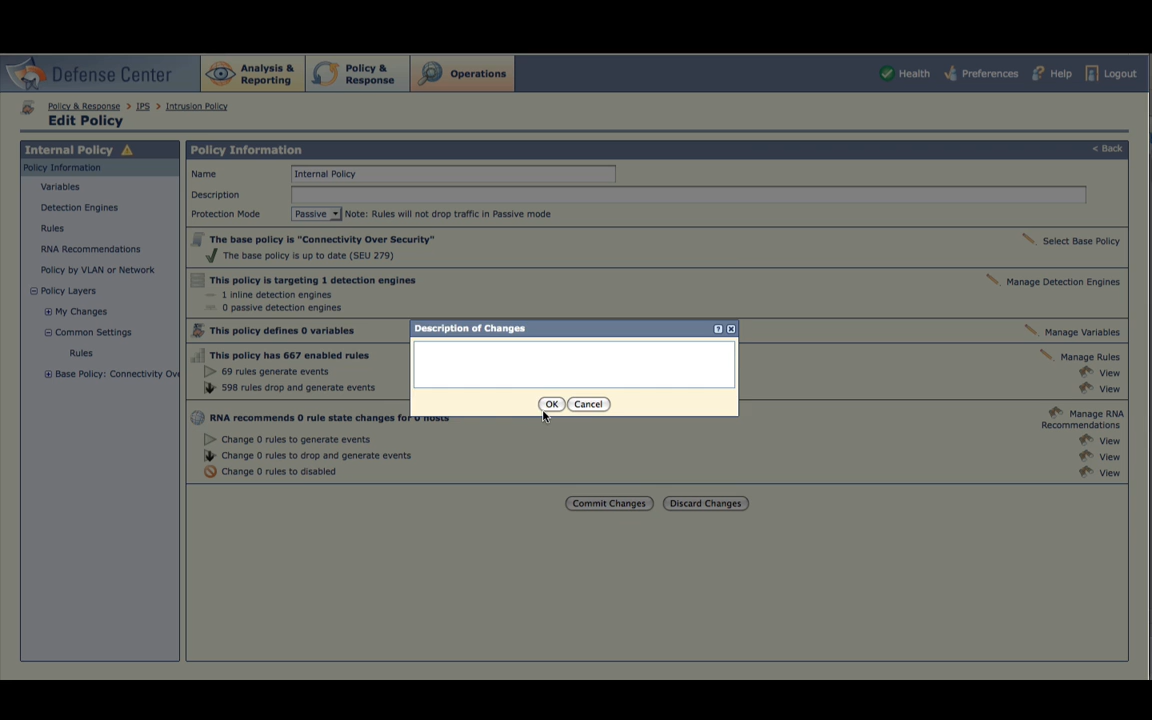 Defense Center
Analysis & Reporting
Policy & Response
Operations
Health
Preferences
Help
Logout
Policy & Response > IPS > Intrusion Policy
Edit Policy
Internal Policy
Policy Information
Variables
Detection Engines
Rules
RNA Recommendations
Policy by VLAN or Network
Policy Layers
My Changes
Common Settings
Rules
Base Policy: Connectivity Ove
Policy Information
< Back
Name Internal Policy
Description
Protection Mode Passive Note: Rules will not drop traffic in Passive mode
The base policy is "Connectivity Over Security"
Select Base Policy
The base policy is up to date (SEU 279)
This policy is targeting 1 detection engines
Manage Detection Engines
1 inline detection engines
0 passive detection engines
This policy defines 0 variables
Manage Variables
This policy has 667 enabled rules
Manage Rules
69 rules generate events
View
598 rules drop and generate events
View
RNA recommends 0 rule state changes for 0 hosts
Manage RNA
Recommendations
Change 0 rules to generate events
View
Change 0 rules to drop and generate events
View
Change 0 rules to disabled
View
Commit Changes
Discard Changes
Description of Changes
?
OK
Cancel